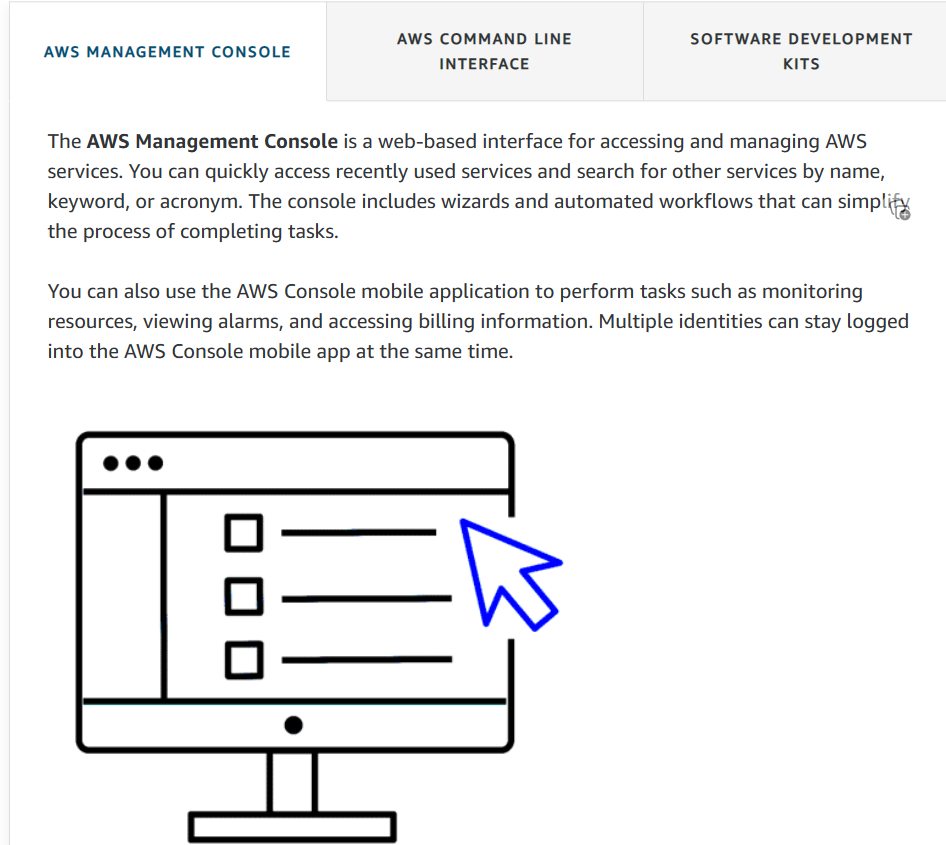 AWS MANAGEMENT CONSOLE
AWS COMMAND LINE
INTERFACE
SOFTWARE DEVELOPMENT
KITS
The AWS Management Console is a web-based interface for accessing and managing AWS
services. You can quickly access recently used services and search for other services by name,
keyword, or acronym. The console includes wizards and automated workflows that can simplify
the process of completing tasks.
You can also use the AWS Console mobile application to perform tasks such as monitoring
resources, viewing alarms, and accessing billing information. Multiple identities can stay logged
into the AWS Console mobile app at the same time.